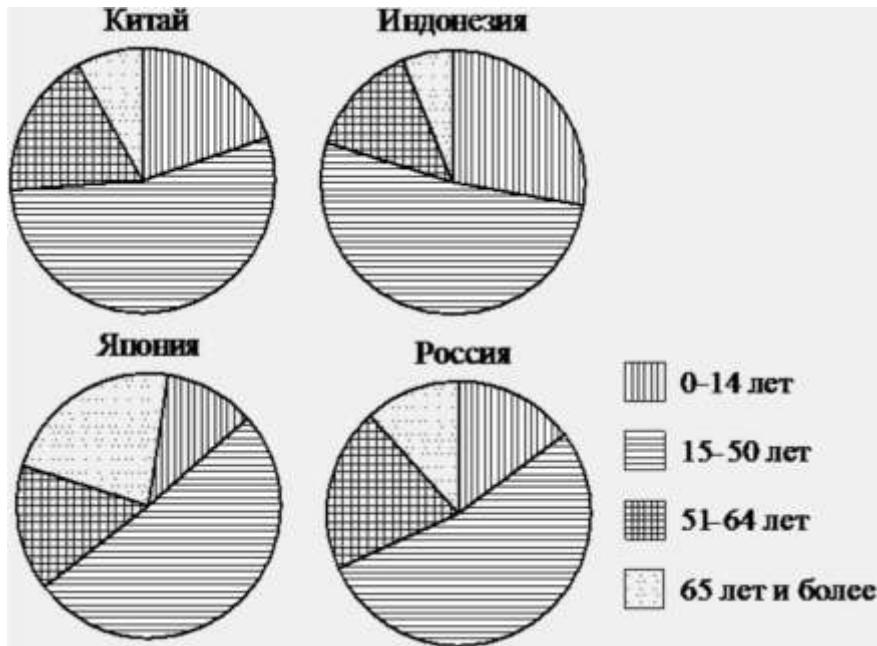 Китай
Индонезия
Япония
Россия
0–14 лет
15–50 лет
51–64 лет
65 лет и более